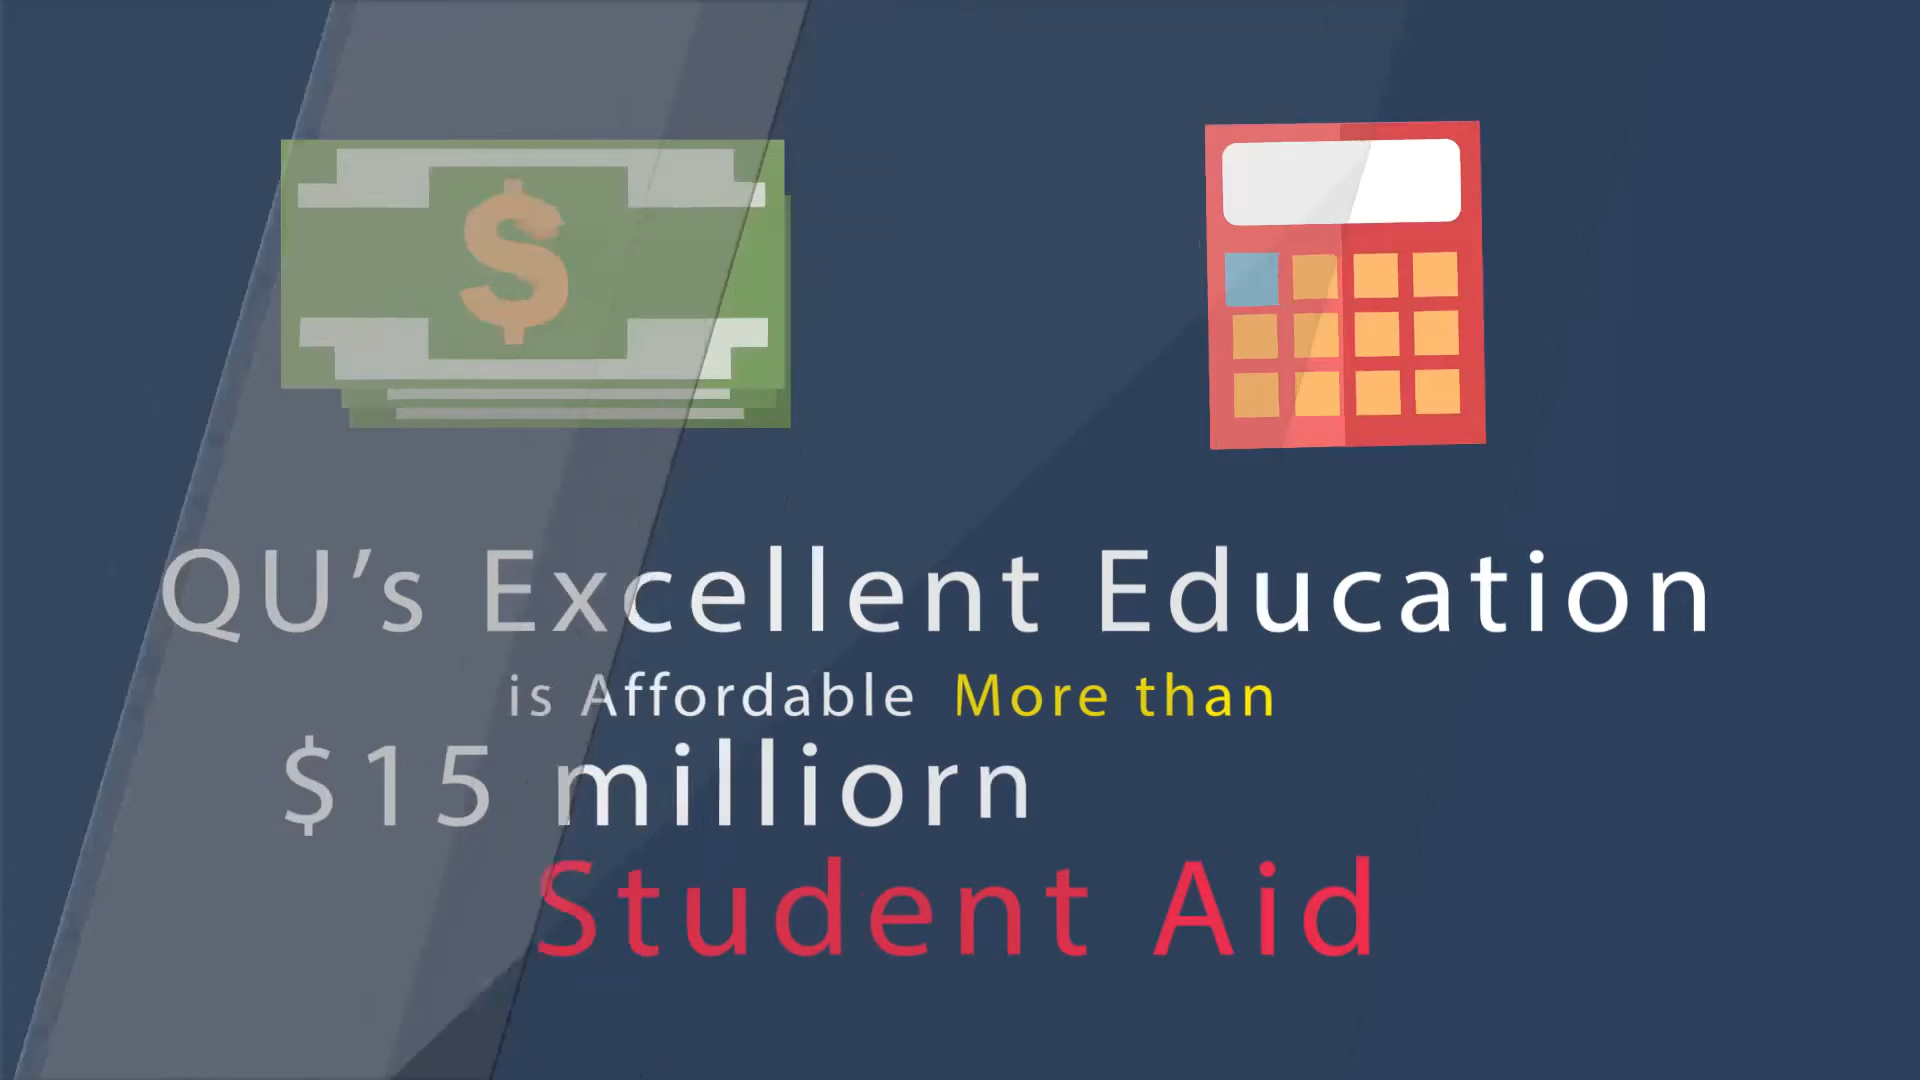 $
QU's Excellent Education
is Affordable More than
$15 milliorn
Student Aid